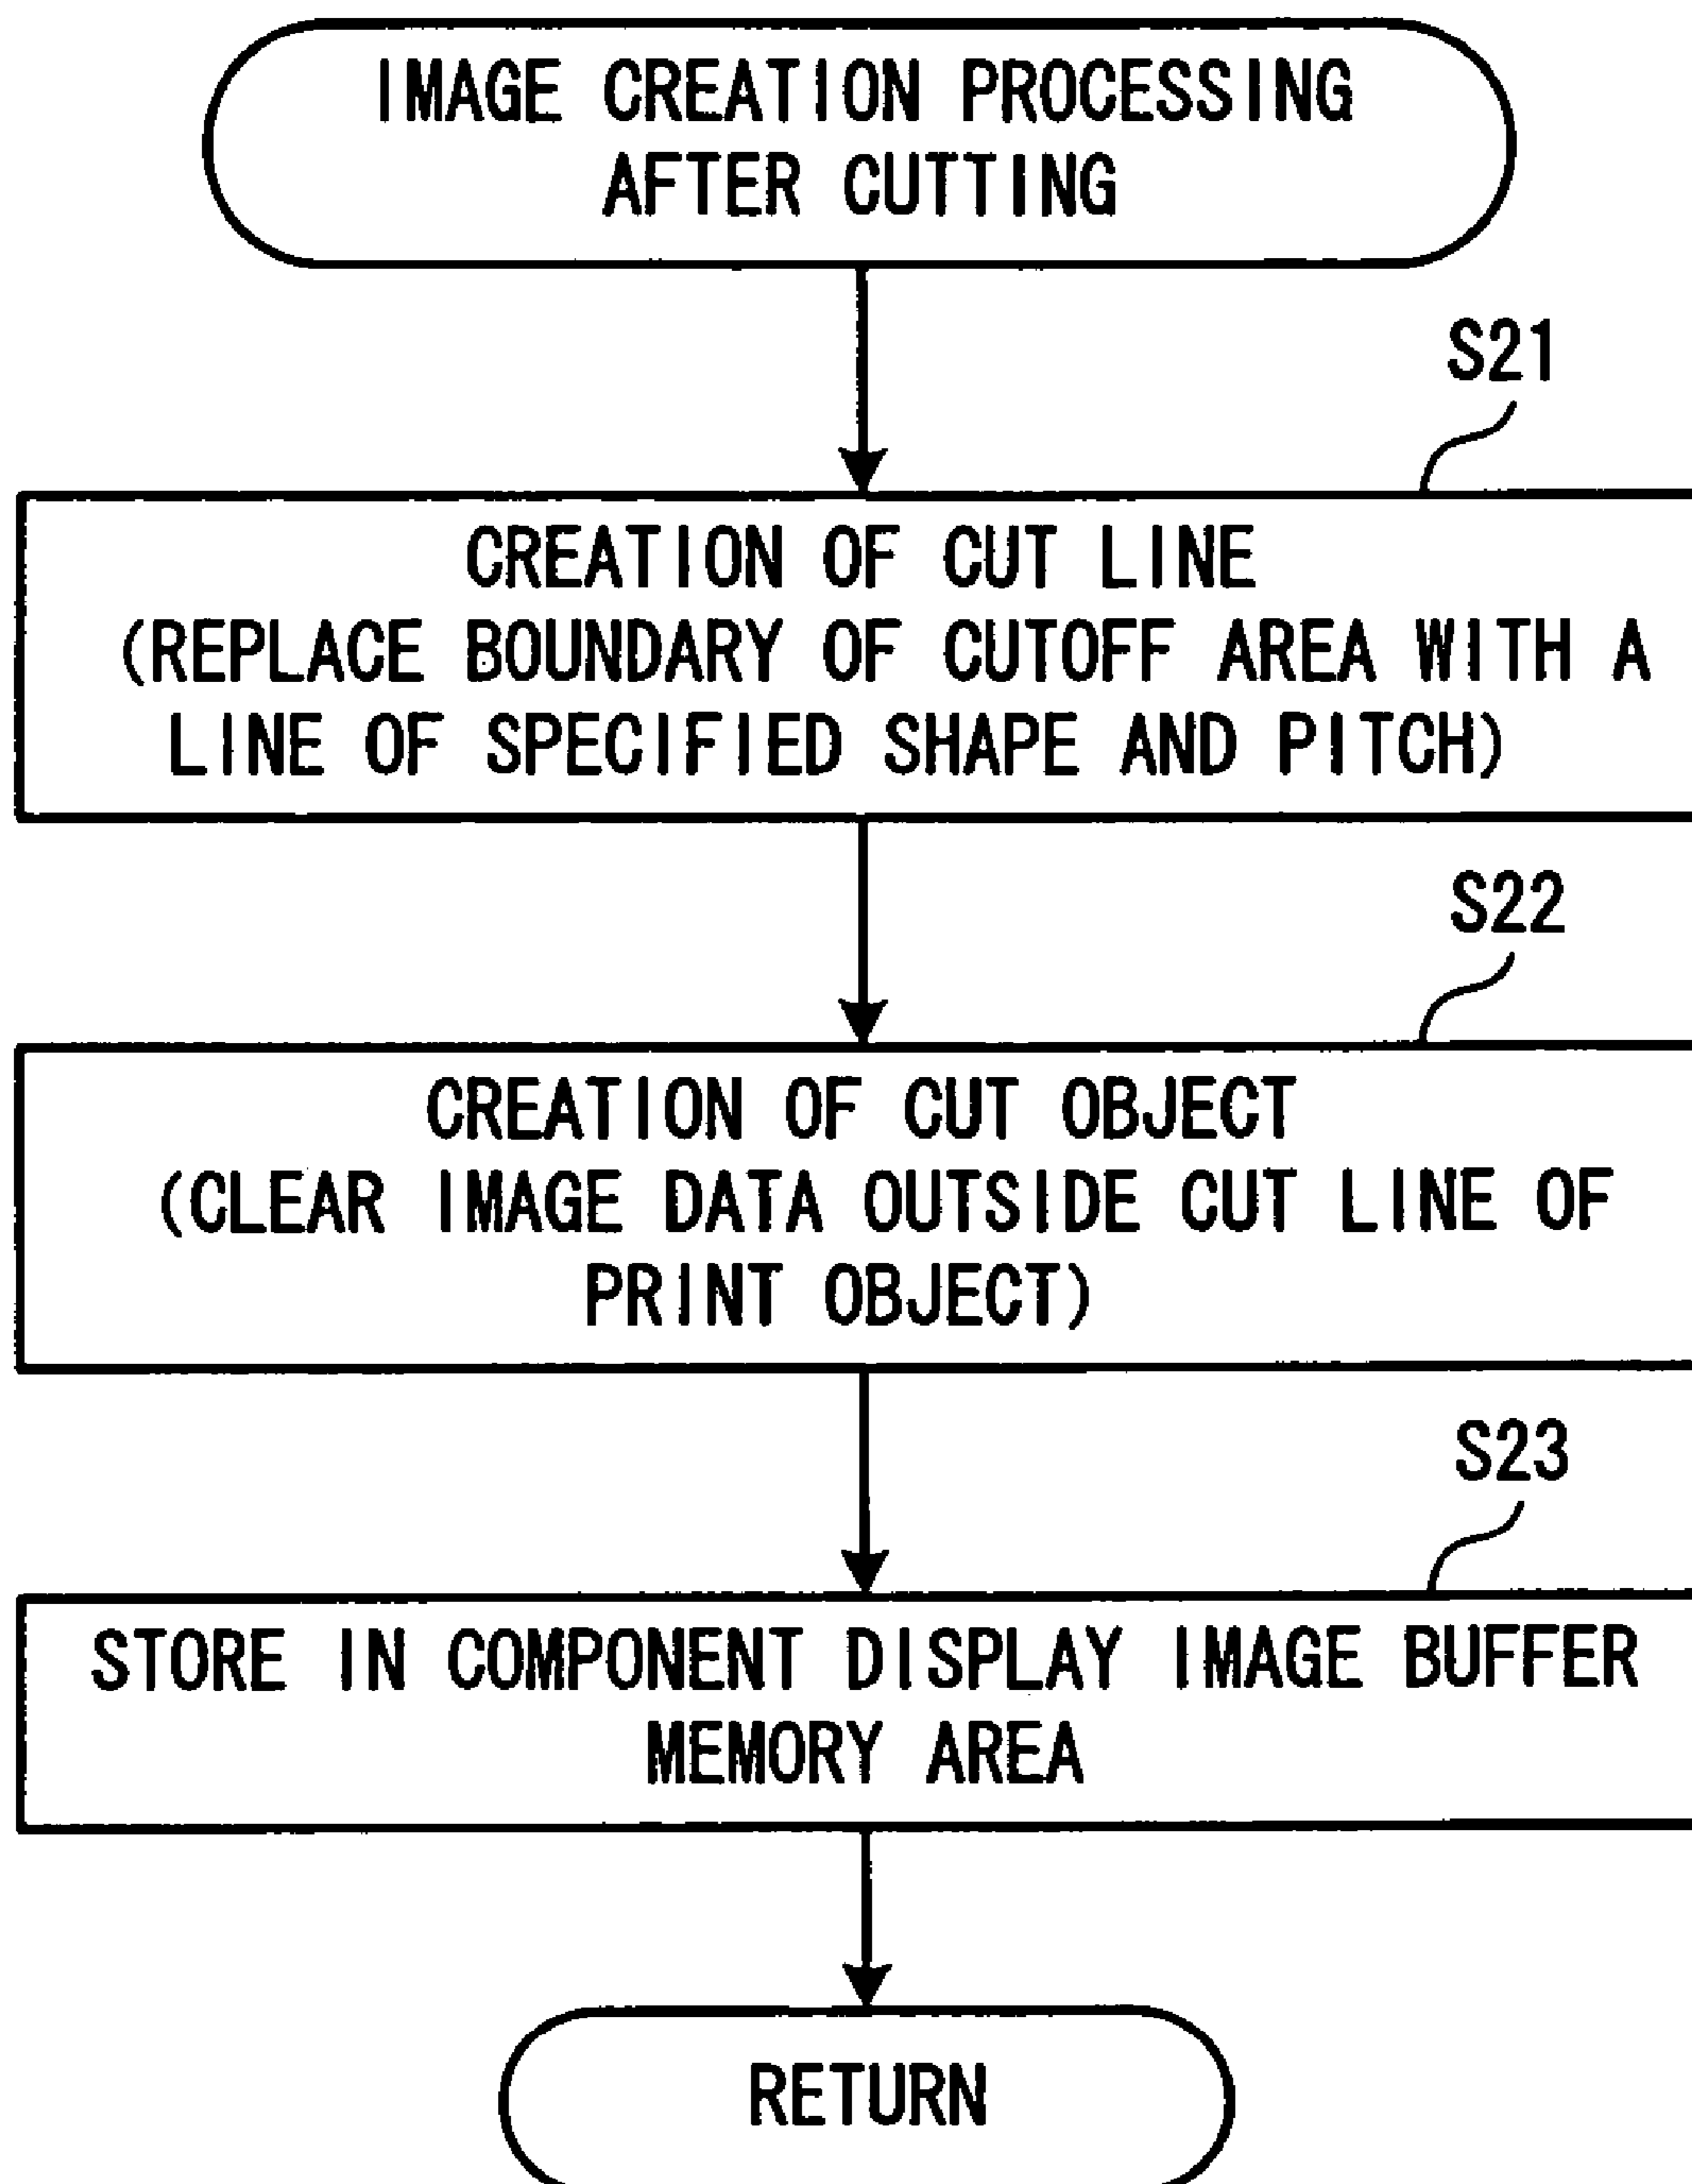 IMAGE CREATION PROCESSING
AFTER CUTTING
S21
CREATION OF CUT LINE
(REPLACE BOUNDARY OF CUTOFF AREA WITH A
LINE OF SPECIFIED SHAPE AND PITCH)
S22
CREATION OF CUT OBJECT
(CLEAR IMAGE DATA OUTSIDE CUT LINE OF
PRINT OBJECT)
S23
STORE IN COMPONENT DISPLAY IMAGE BUFFER
MEMORY AREA
RETURN